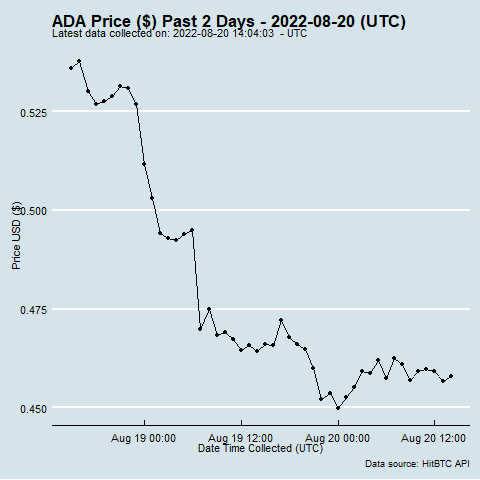 ADA Price ($) Past 2 Days - 2022-08-20 (UTC)
Latest data collected on: 2022-08-20 14:04:03 - UTC
0.525
0.500
0.475
0.450
Price USD ($)
Aug 19 00:00 Aug 19 12:00 Aug 20 00:00 Aug 20 12:00
Date Time Collected (UTC)
Data source: HitBTC API